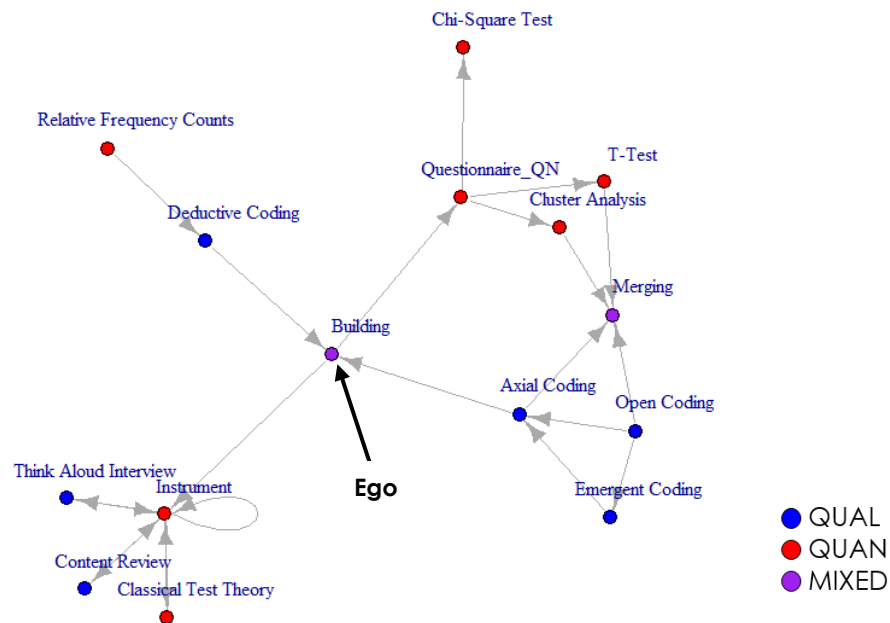 Chi-Square Test
Relative Frequency Counts
T-Test
Questionnaire_QN
Cluster Analysis
Deductive Coding
Merging
Building
Axial Coding
Open Coding
Ego
Think Aloud Interview
Instrument
Emergent Coding
Content Review
Classical Test Theory
QUAL
QUAN
MIXED